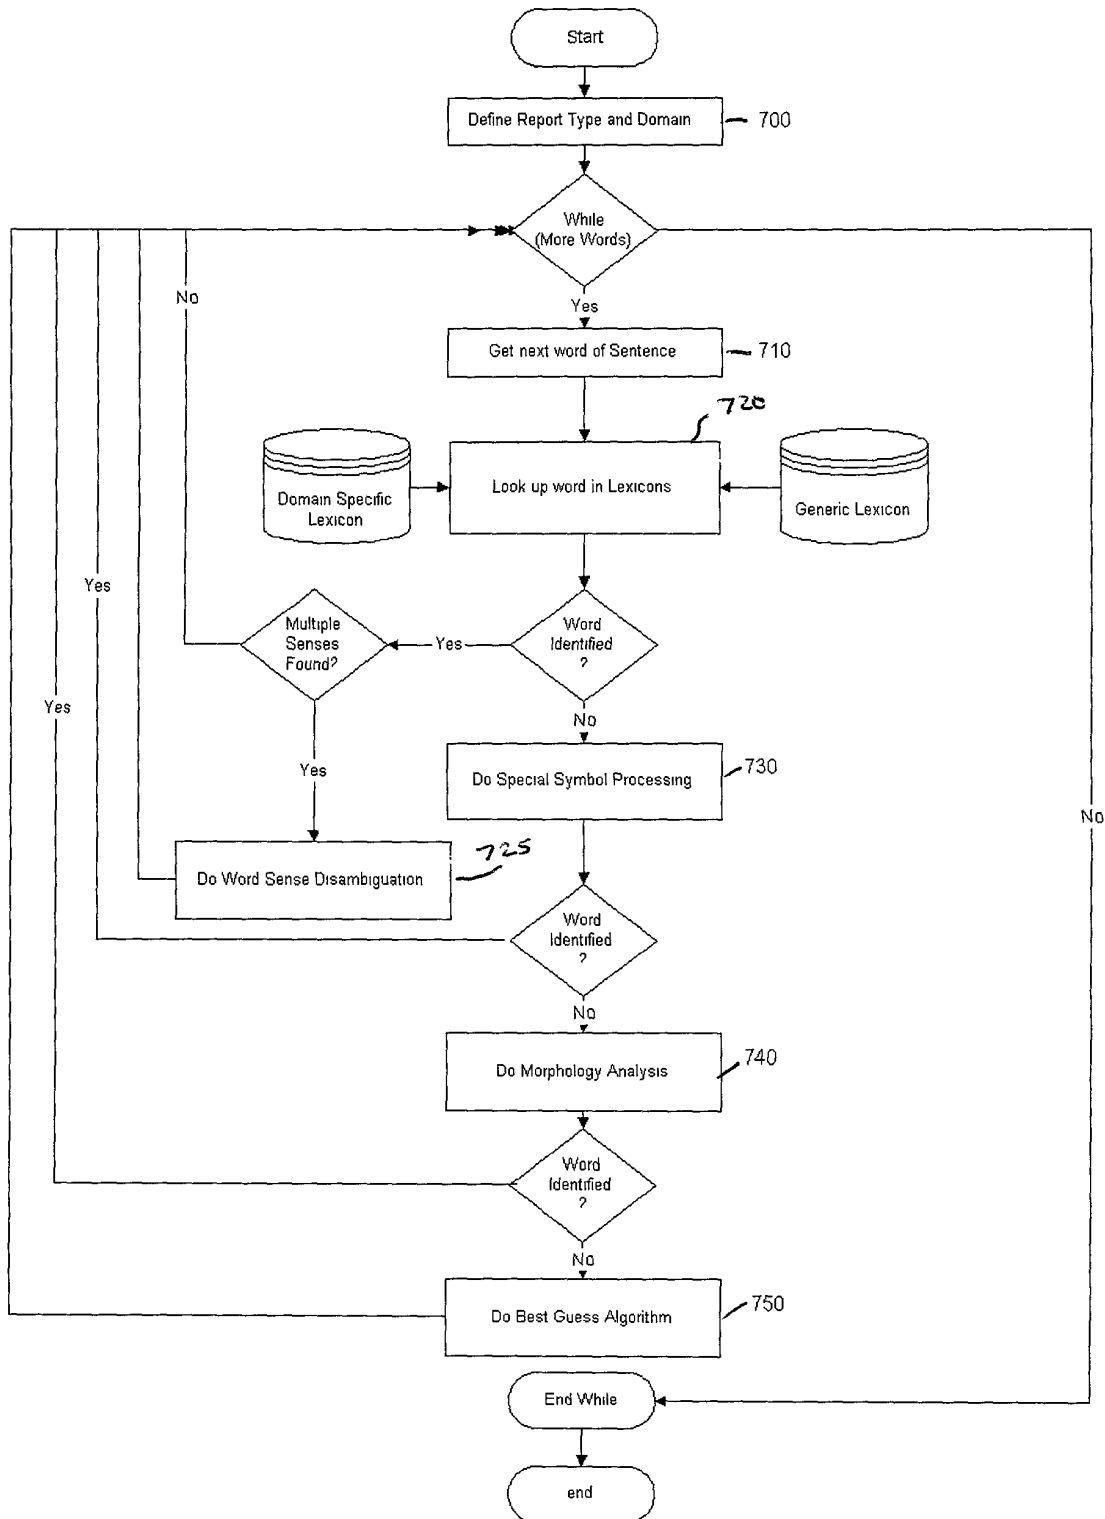 Start
Define Report Type and Domain
700
While
(More Words)
No
Yes
Get next word of Sentence
710
720
Domain Specific
Lexicon
Look up word in Lexicons
Generic Lexicon
Yes
Multiple
Senses
Found?
Yes
Word
Identified
?
Yes
No
Yes
Do Special Symbol Processing
730
No
Do Word Sense Disambiguation
725
Word
Identified
?
No
Do Morphology Analysis
740
Word
Identified
?
No
Do Best Guess Algorithm
750
End While
end